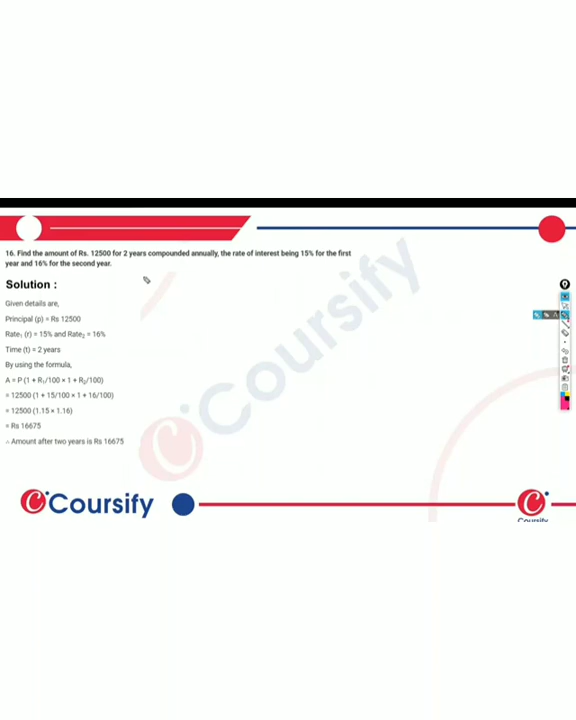 16. Find the amount of Rs. 12500 for 2 years compounded annually, the rate of interest being 15% for the first
year and 16% for the second year.
Solution :
Given details are,
Principal (p) = Rs 12500
Rate₁ (r) = 15% and Rate₂ = 16%
Time (t) = 2 years
By using the formula,
A = P (1 + R₁/100 × 1 + R₂/100)
= 12500 (1 + 15/100 × 1 + 16/100)
= 12500 (1.15 × 1.16)
= Rs 16675
∴ Amount after two years is Rs 16675
Coursify
Coursify
Coursify